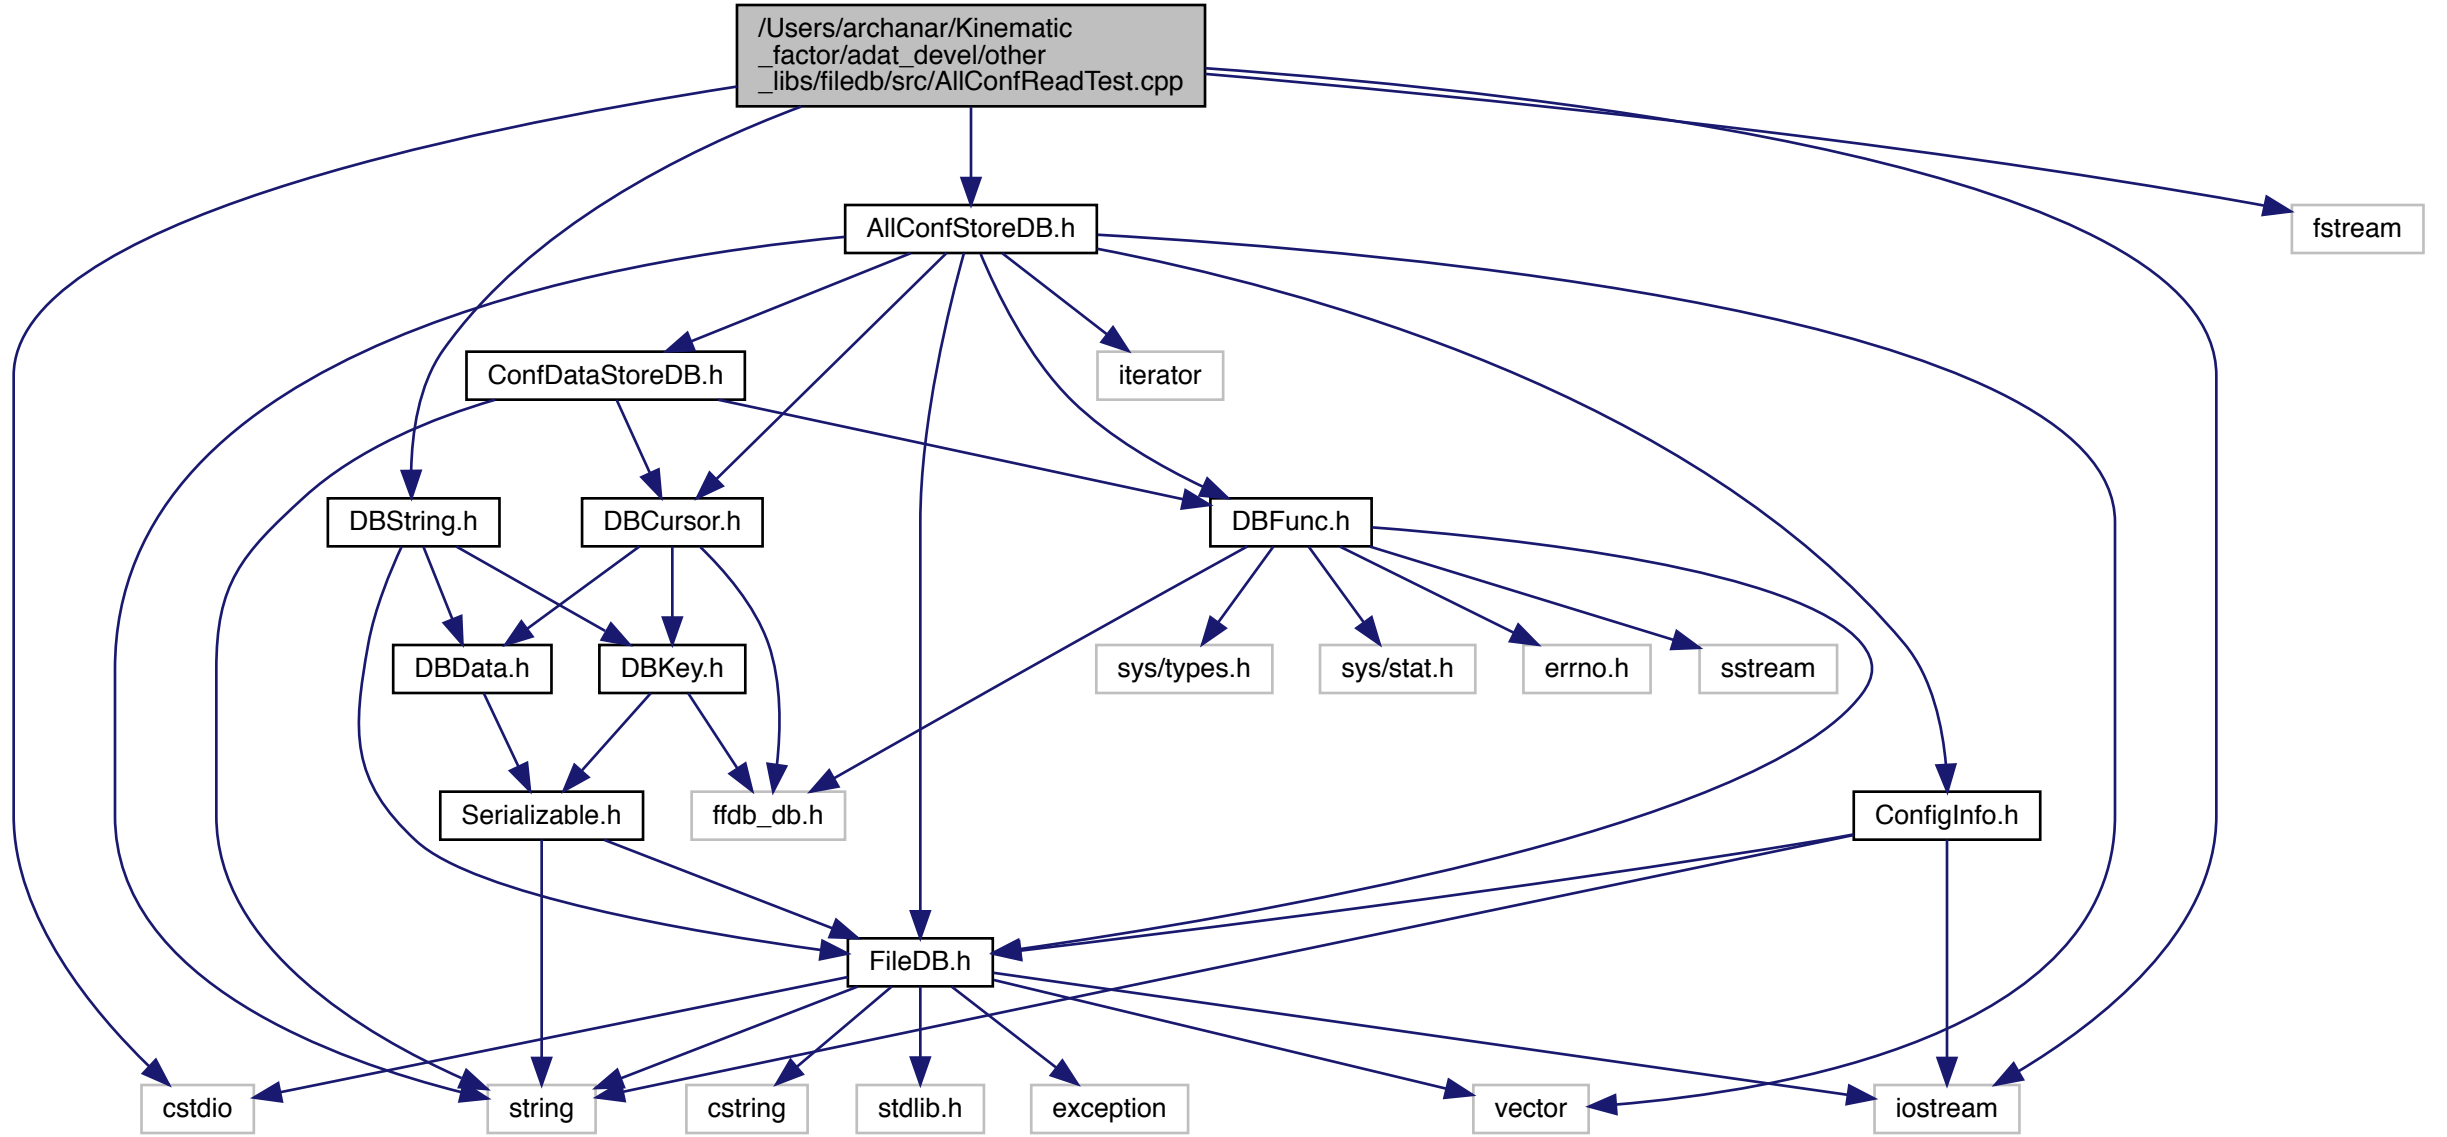 /Users/archanar/Kinematic
_factor/adat_devel/other
_libs/filedb/src/AllConfReadTest.cpp
AllConfStoreDB.h
fstream
ConfDataStoreDB.h
iterator
DBString.h
DBCursor.h
DBFunc.h
DBData.h
DBKey.h
sys/types.h
sys/stat.h
errno.h
sstream
Serializable.h
ffdb_db.h
ConfigInfo.h
FileDB.h
cstdio
string
cstring
stdlib.h
exception
vector
iostream